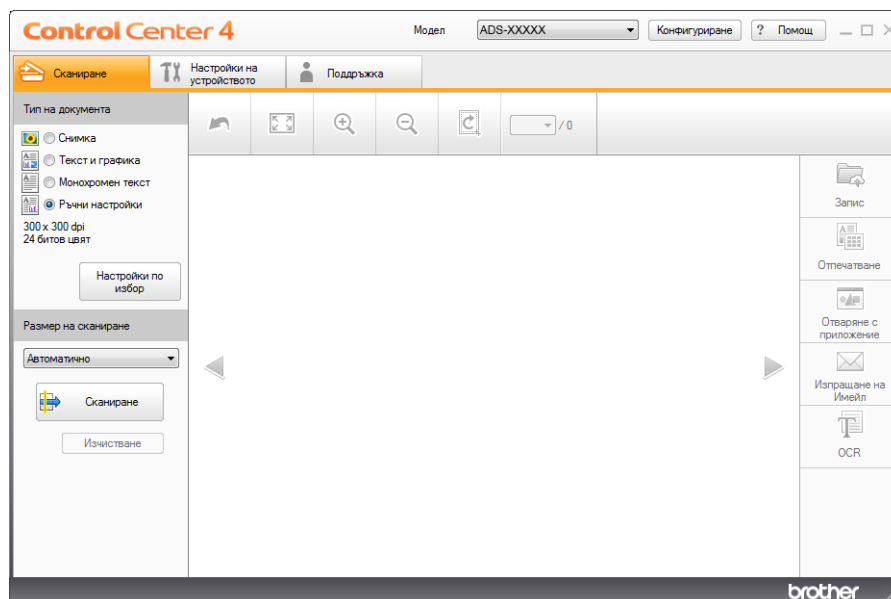 Control Center 4
Модел
ADS-XXXXX
Конфигуриране
? Помощ
Сканиране
Настройки на
устройството
Поддръжка
Тип на документа
Снимка
Текст и графика
Монохромен текст
Ръчни настройки
300 x 300 dpi
24 битов цвят
Настройки по
избор
Размер на сканиране
Автоматично
Сканиране
Изчистване
/ 0
Запис
Отпечатване
Отваряне с
приложение
Изпращане на
Имейл
OCR
brother